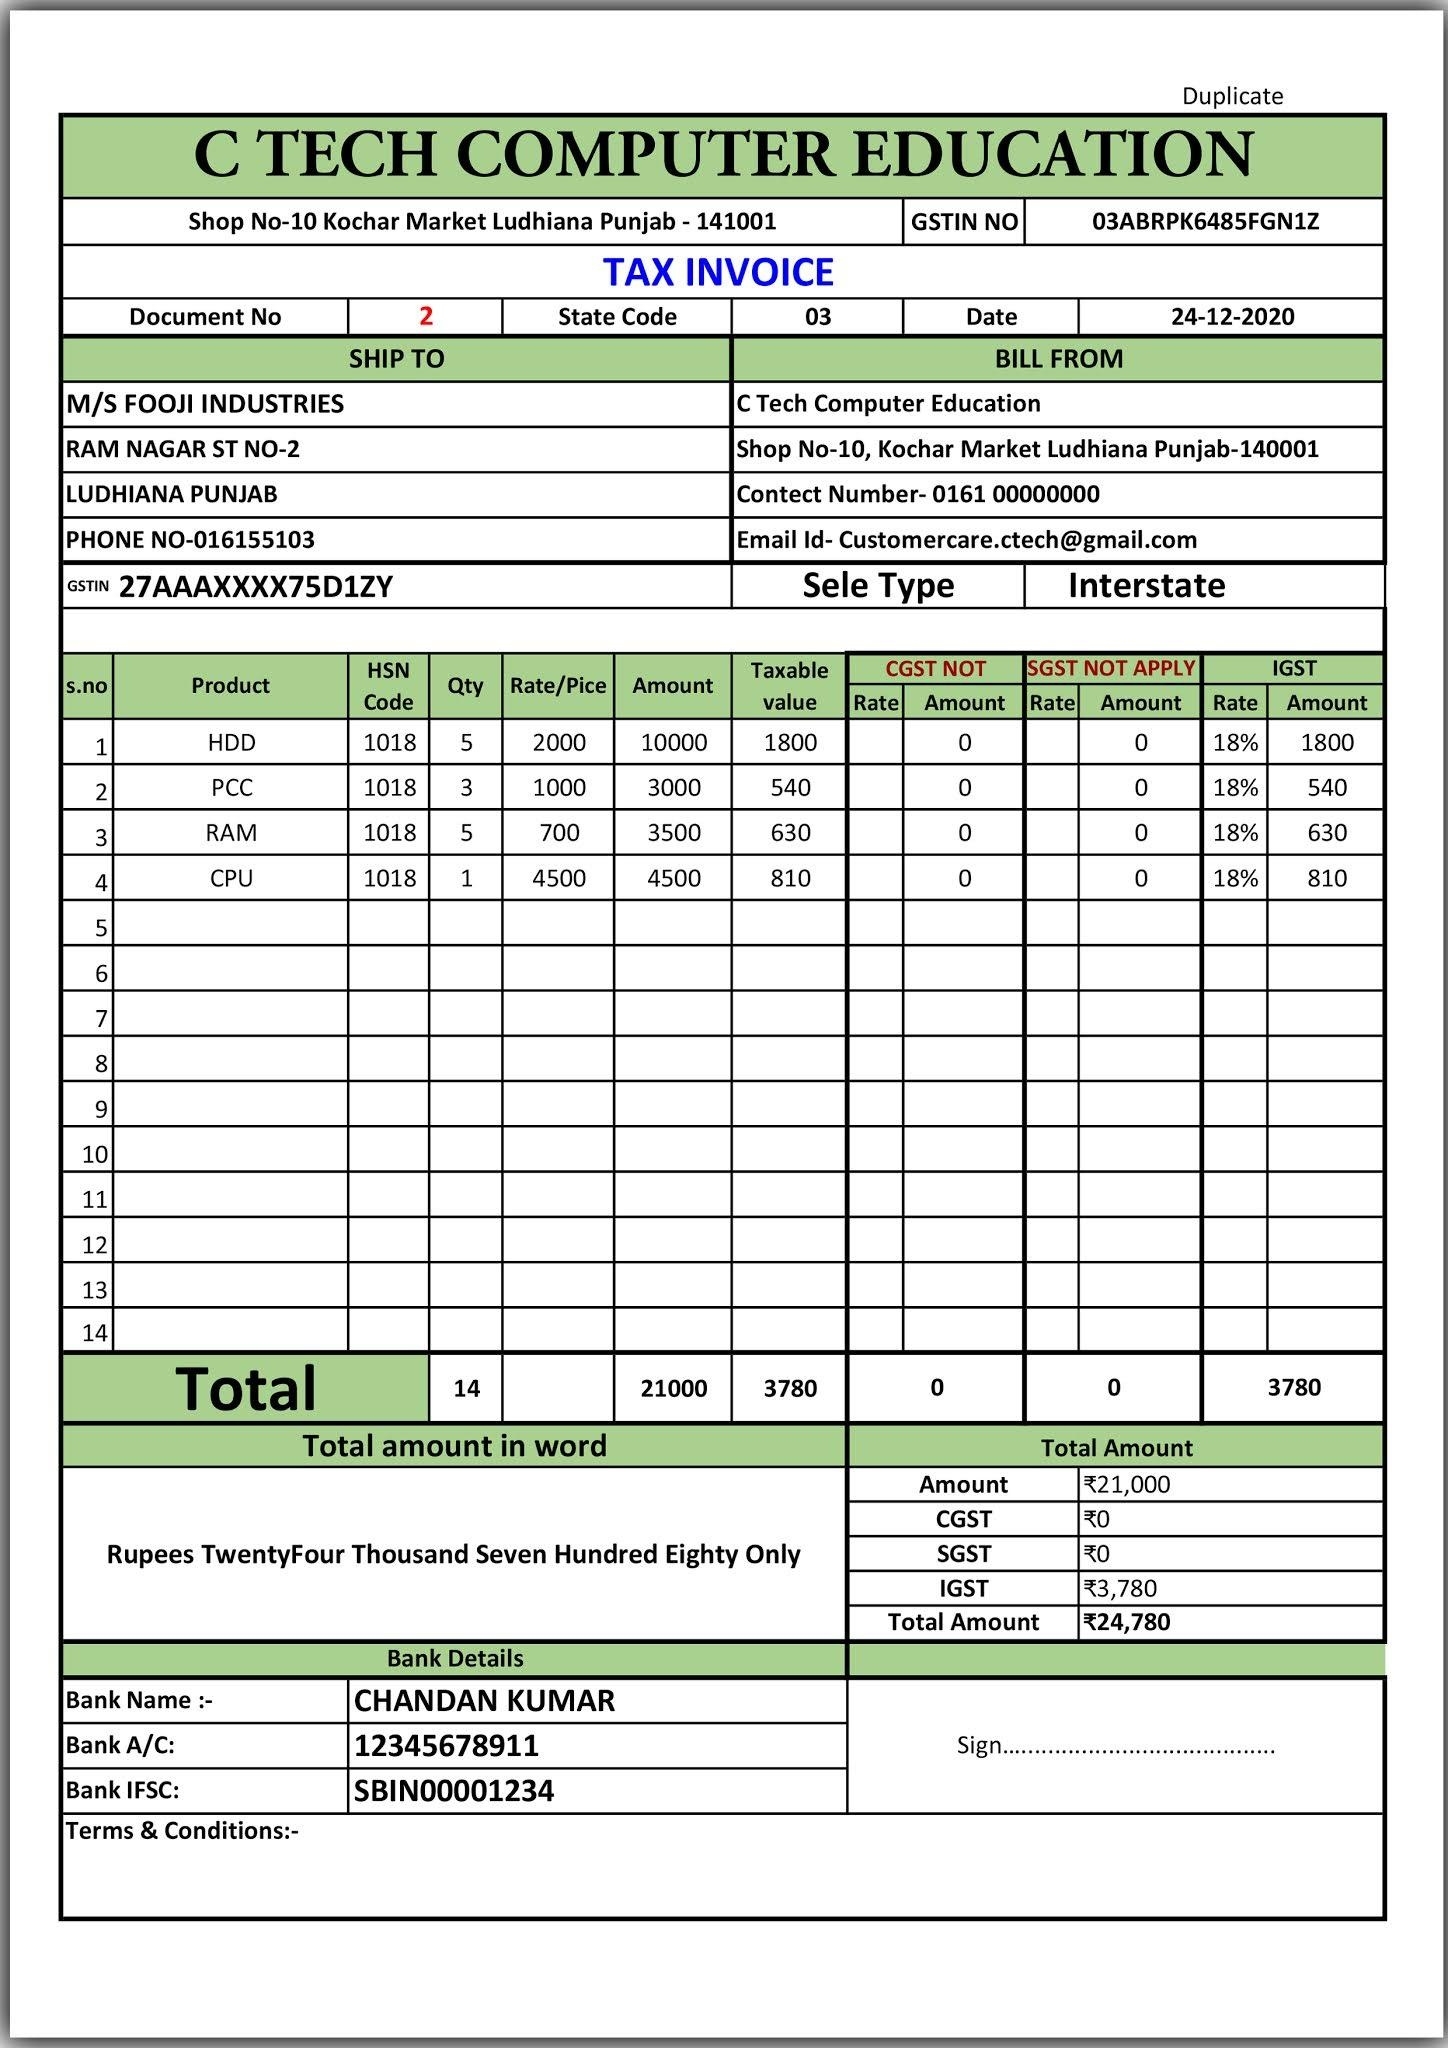 Duplicate
C TECH COMPUTER EDUCATION
Shop No-10 Kochar Market Ludhiana Punjab - 141001 GSTIN NO 03ABRPK6485FGN1Z
TAX INVOICE
Document No 2 State Code 03 Date 24-12-2020
SHIP TO BILL FROM
M/S FOOJI INDUSTRIES C Tech Computer Education
RAM NAGAR ST NO-2 Shop No-10, Kochar Market Ludhiana Punjab-140001
LUDHIANA PUNJAB Contect Number- 0161 00000000
PHONE NO-016155103 Email Id- Customercare.ctech@gmail.com
GSTIN 27AAAXXXX75D1ZY Sele Type Interstate
s.no Product HSN Code Qty Rate/Pice Amount Taxable value CGST NOT SGST NOT APPLY IGST
Rate Amount Rate Amount Rate Amount
1 HDD 1018 5 2000 10000 1800 0 0 18% 1800
2 PCC 1018 3 1000 3000 540 0 0 18% 540
3 RAM 1018 5 700 3500 630 0 0 18% 630
4 CPU 1018 1 4500 4500 810 0 0 18% 810
5
6
7
8
9
10
11
12
13
14
Total 14 21000 3780 0 0 3780
Total amount in word Total Amount
Rupees TwentyFour Thousand Seven Hundred Eighty Only
Amount ₹21,000
CGST ₹0
SGST ₹0
IGST ₹3,780
Total Amount ₹24,780
Bank Details
Bank Name :- CHANDAN KUMAR
Bank A/C: 12345678911
Bank IFSC: SBIN00001234
Sign..........................................
Terms & Conditions:-